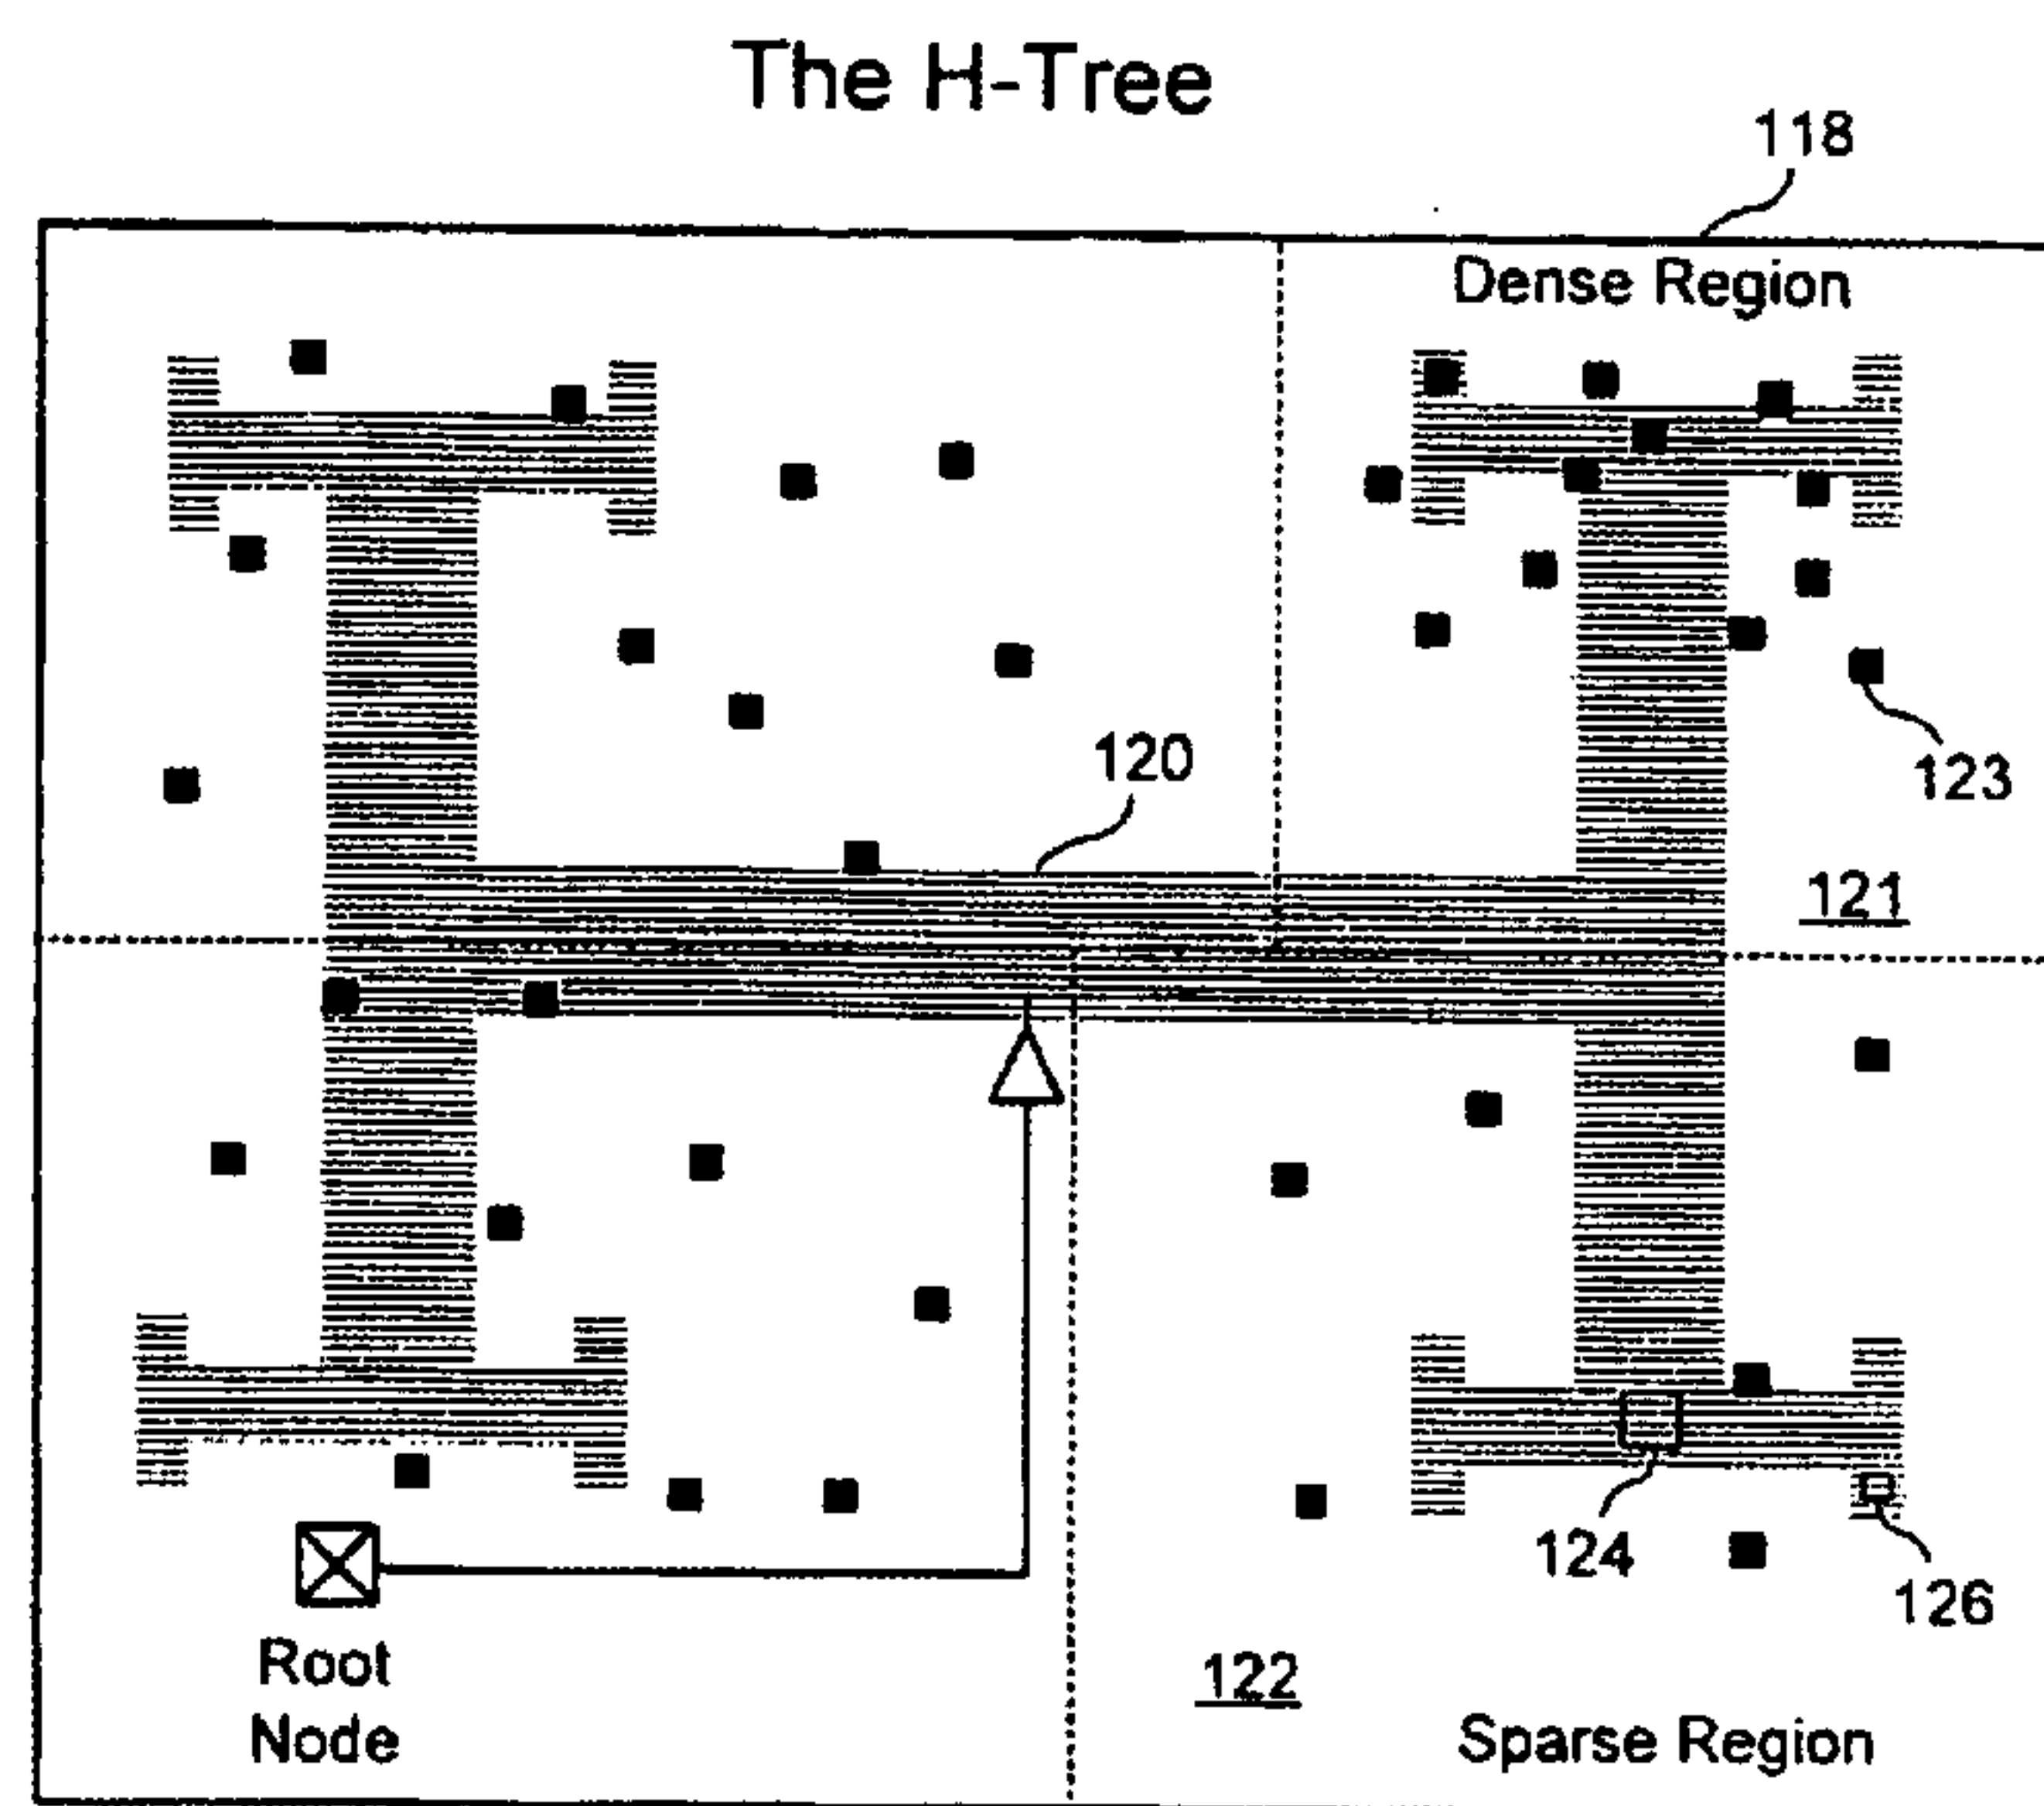 The H-Tree
118
Dense Region
120
123
121
124
126
122
Root
Node
Sparse Region